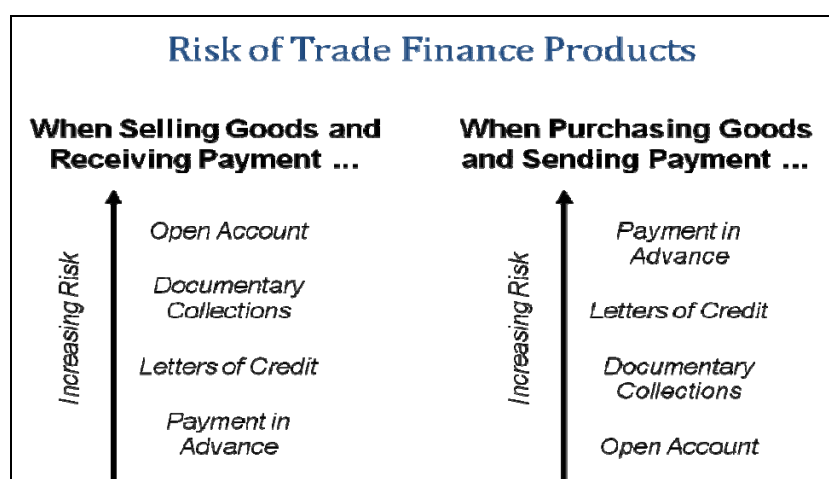 Risk of Trade Finance Products
When Selling Goods and
Receiving Payment ...
Increasing Risk
Open Account
Documentary
Collections
Letters of Credit
Payment in
Advance
When Purchasing Goods
and Sending Payment ...
Increasing Risk
Payment in
Advance
Letters of Credit
Documentary
Collections
Open Account